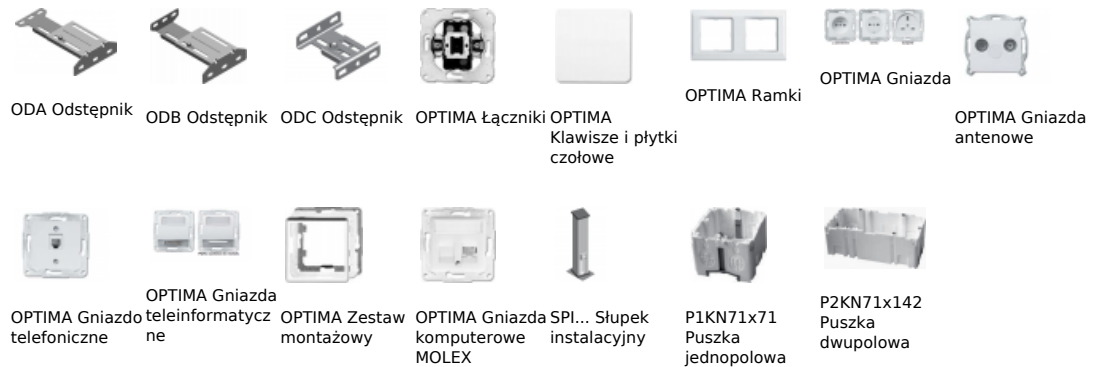 ODA Odstępnik
ODB Odstępnik
ODC Odstępnik
OPTIMA Łączniki
OPTIMA
Klawisze i płytki
czołowe
OPTIMA Ramki
OPTIMA Gniazda
OPTIMA Gniazda
antenowe
OPTIMA Gniazdo
telefoniczne
OPTIMA Gniazda
teleinformatycz
ne
OPTIMA Zestaw
montażowy
OPTIMA Gniazda
komputerowe
MOLEX
SPI... Słupek
instalacyjny
P1KN71x71
Puszka
jednopolowa
P2KN71x142
Puszka
dwupolowa